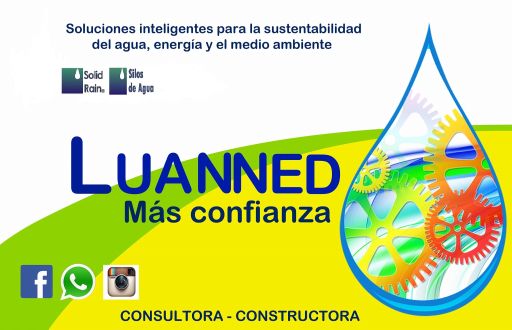 Soluciones inteligentes para la sustentabilidad
del agua, energía y el medio ambiente
Solid
Rain®
Silos
de Agua
LUANNED
Más confianza
CONSULTORA - CONSTRUCTORA